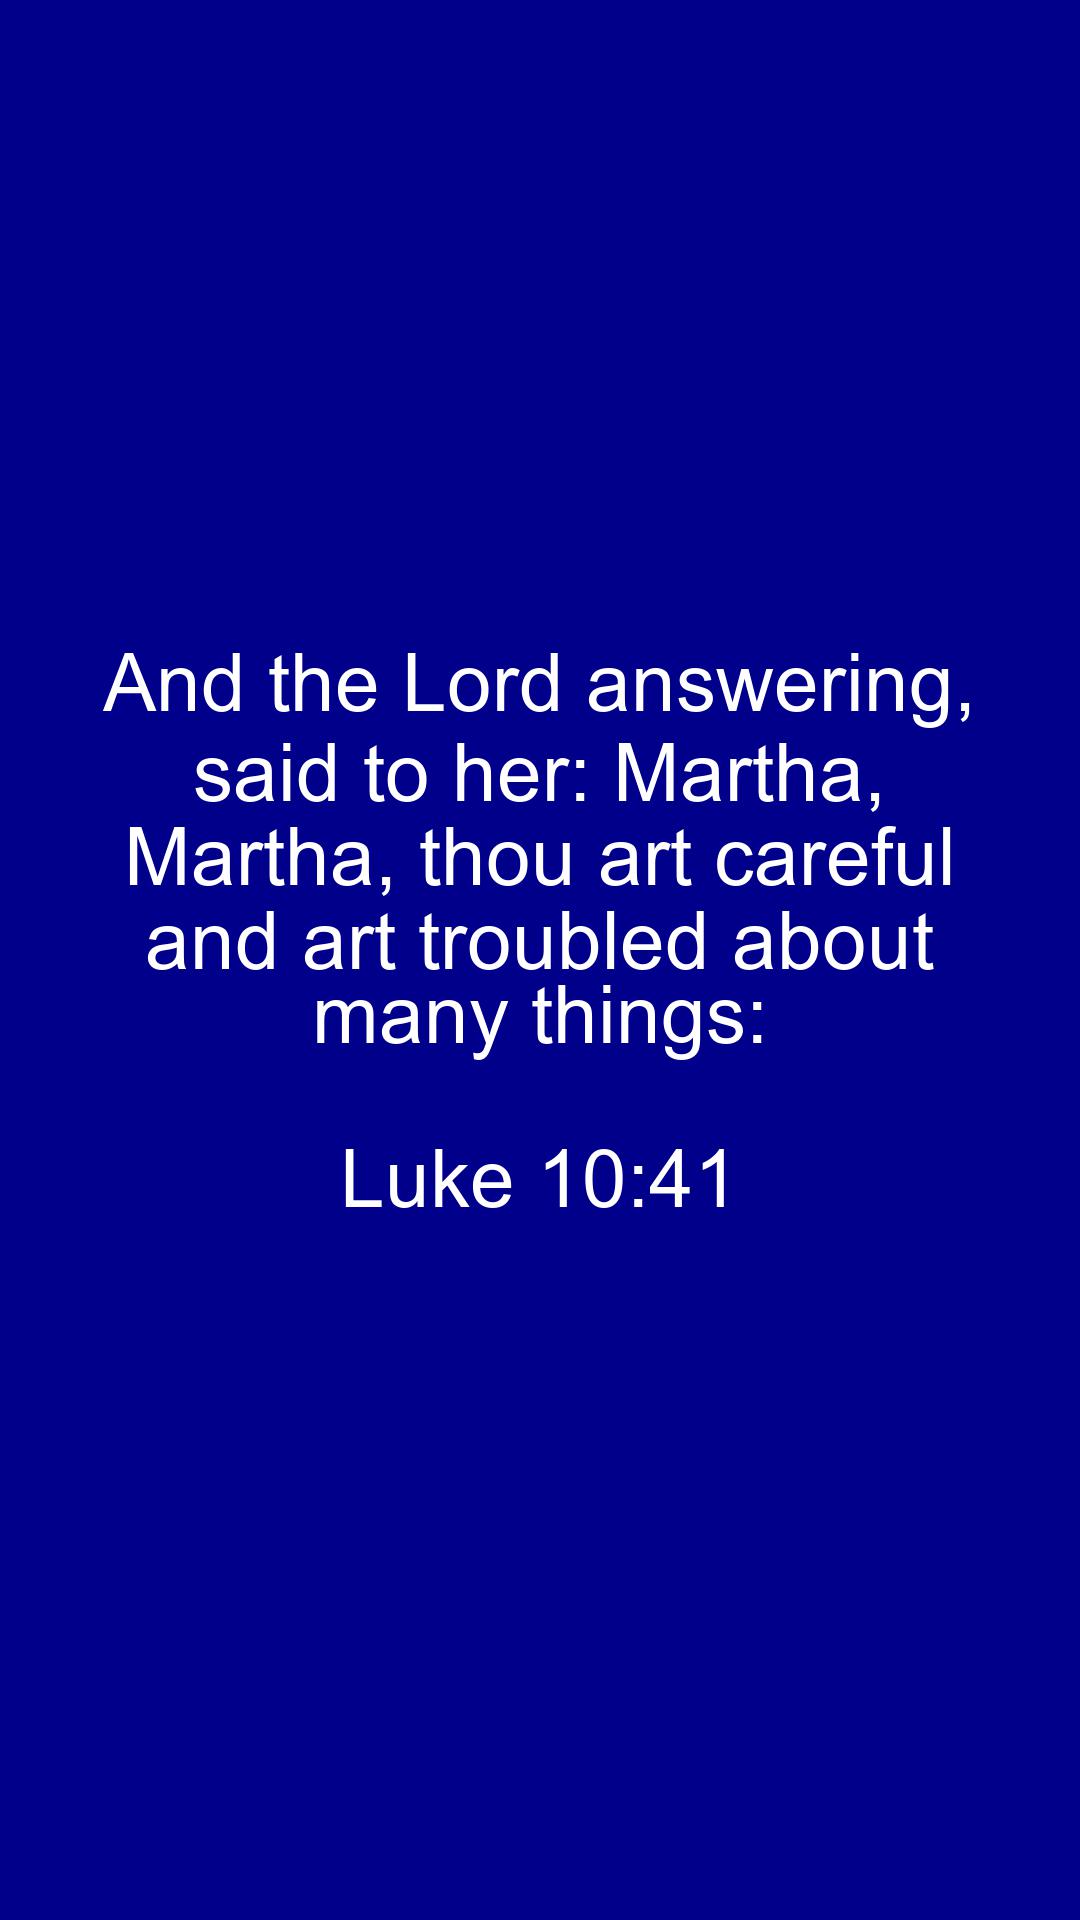 And the Lord answering,
said to her: Martha,
Martha, thou art careful
and art troubled about
many things:
Luke 10:41